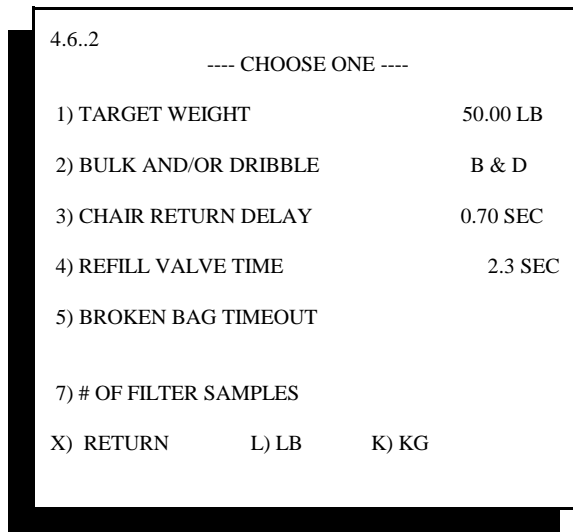 4.6..2
---- CHOOSE ONE ----
1) TARGET WEIGHT 50.00 LB
2) BULK AND/OR DRIBBLE B & D
3) CHAIR RETURN DELAY 0.70 SEC
4) REFILL VALVE TIME 2.3 SEC
5) BROKEN BAG TIMEOUT
7) # OF FILTER SAMPLES
X) RETURN L) LB K) KG